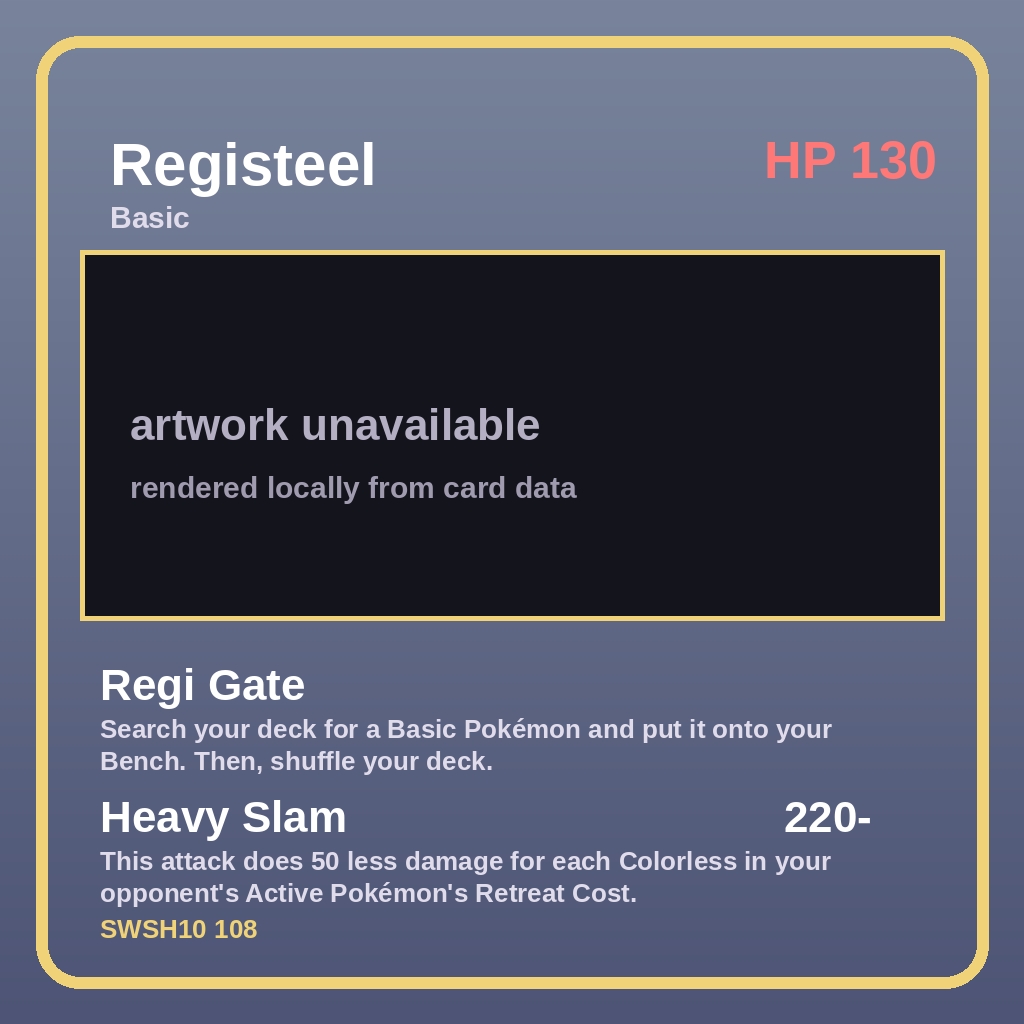 Registeel
HP 130
Basic
artwork unavailable
rendered locally from card data
Regi Gate
Search your deck for a Basic Pokémon and put it onto your
Bench. Then, shuffle your deck.
Heavy Slam
220-
This attack does 50 less damage for each Colorless in your
opponent's Active Pokémon's Retreat Cost.
SWSH10 108